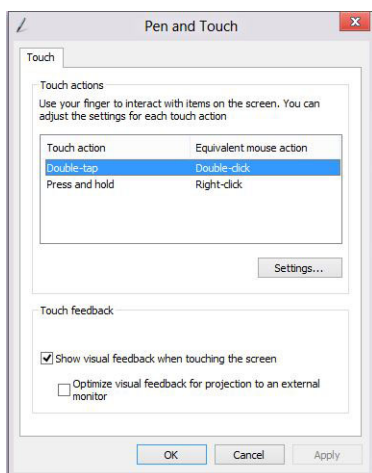 Pen and Touch
Touch
Touch actions
Use your finger to interact with items on the screen. You can
adjust the settings for each touch action
Touch action Equivalent mouse action
Double-tap Double-click
Press and hold Right-click
Settings...
Touch feedback
Show visual feedback when touching the screen
Optimize visual feedback for projection to an external
monitor
OK Cancel Apply